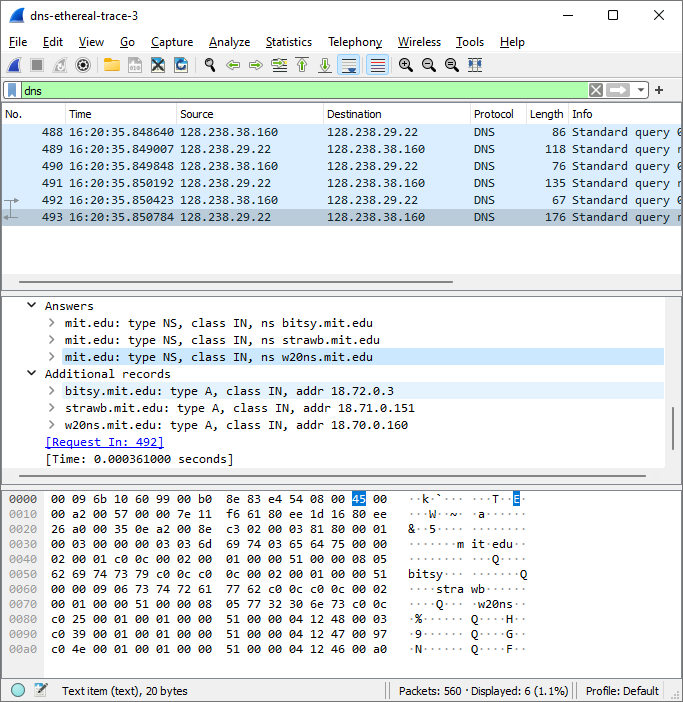 dns-ethereal-trace-3
File Edit View Go Capture Analyze Statistics Telephony Wireless Tools Help
dns
No. Time Source Destination Protocol Length Info
488 16:20:35.848640 128.238.38.160 128.238.29.22 DNS 86 Standard query 0
489 16:20:35.849007 128.238.29.22 128.238.38.160 DNS 118 Standard query r
490 16:20:35.849848 128.238.38.160 128.238.29.22 DNS 76 Standard query 0
491 16:20:35.850192 128.238.29.22 128.238.38.160 DNS 135 Standard query r
492 16:20:35.850423 128.238.38.160 128.238.29.22 DNS 67 Standard query 0
493 16:20:35.850784 128.238.29.22 128.238.38.160 DNS 176 Standard query r
Answers
mit.edu: type NS, class IN, ns bitsy.mit.edu
mit.edu: type NS, class IN, ns strawb.mit.edu
mit.edu: type NS, class IN, ns w20ns.mit.edu
Additional records
bitsy.mit.edu: type A, class IN, addr 18.72.0.3
strawb.mit.edu: type A, class IN, addr 18.71.0.151
w20ns.mit.edu: type A, class IN, addr 18.70.0.160
[Request In: 492]
[Time: 0.000361000 seconds]
0000 00 09 6b 10 60 99 00 b0 8e 83 e4 54 08 00 45 00 ··k·`··· ···T··E·
0010 00 a2 00 57 00 00 7e 11 f6 61 80 ee 1d 16 80 ee ···W··~· ·a······
0020 26 a0 00 35 0e a2 00 8e c3 02 00 03 81 80 00 01 &··5···· ········
0030 00 03 00 00 00 03 03 6d 69 74 03 65 64 75 00 00 ·······m it·edu··
0040 02 00 01 c0 0c 00 02 00 01 00 00 51 00 00 08 05 ········ ···Q····
0050 62 69 74 73 79 c0 0c c0 0c 00 02 00 01 00 00 51 bitsy··· ·······Q
0060 00 00 09 06 73 74 72 61 77 62 c0 0c c0 0c 00 02 ····stra wb······
0070 00 01 00 00 51 00 00 08 05 77 32 30 6e 73 c0 0c ····Q··· ·w20ns··
0080 c0 25 00 01 00 01 00 00 51 00 00 04 12 48 00 03 ·%······ Q····H··
0090 c0 39 00 01 00 01 00 00 51 00 00 04 12 47 00 97 ·9······ Q····G··
00a0 c0 4e 00 01 00 01 00 00 51 00 00 04 12 46 00 a0 ·N······ Q····F··
Text item (text), 20 bytes Packets: 560 · Displayed: 6 (1.1%) Profile: Default